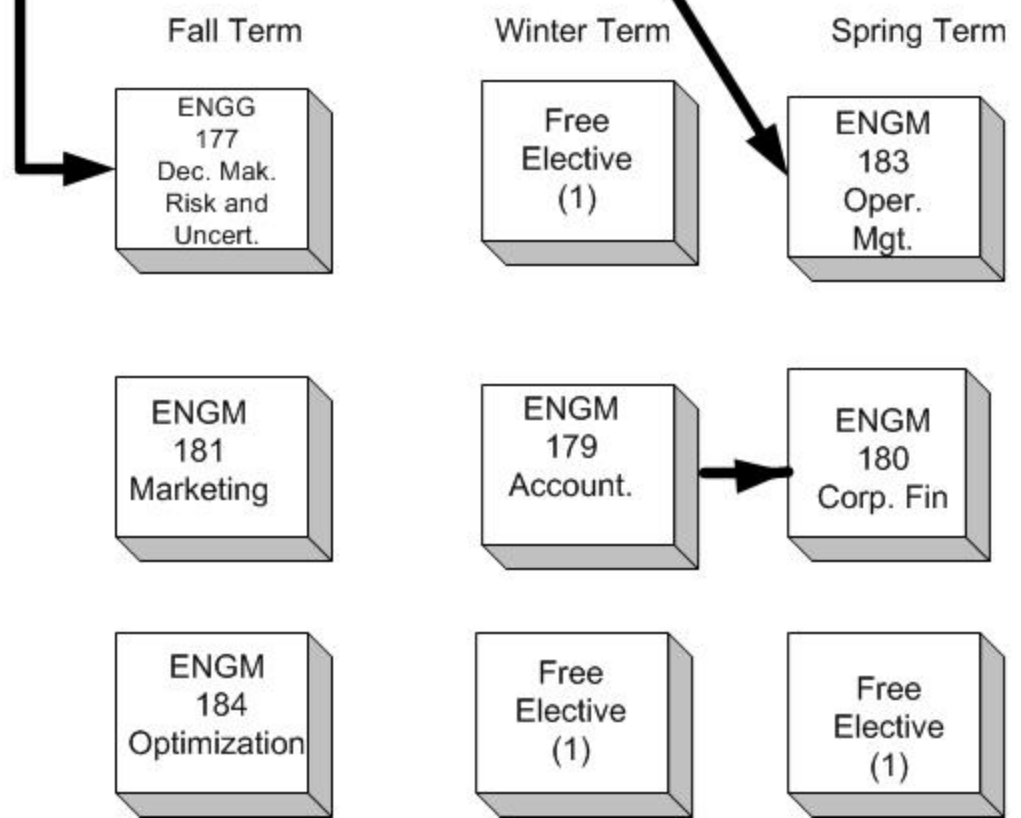 Fall Term
Winter Term
Spring Term
ENGG
177
Dec. Mak.
Risk and
Uncert.
Free
Elective
(1)
ENGM
183
Oper.
Mgt.
ENGM
181
Marketing
ENGM
179
Account.
ENGM
180
Corp. Fin
ENGM
184
Optimization
Free
Elective
(1)
Free
Elective
(1)